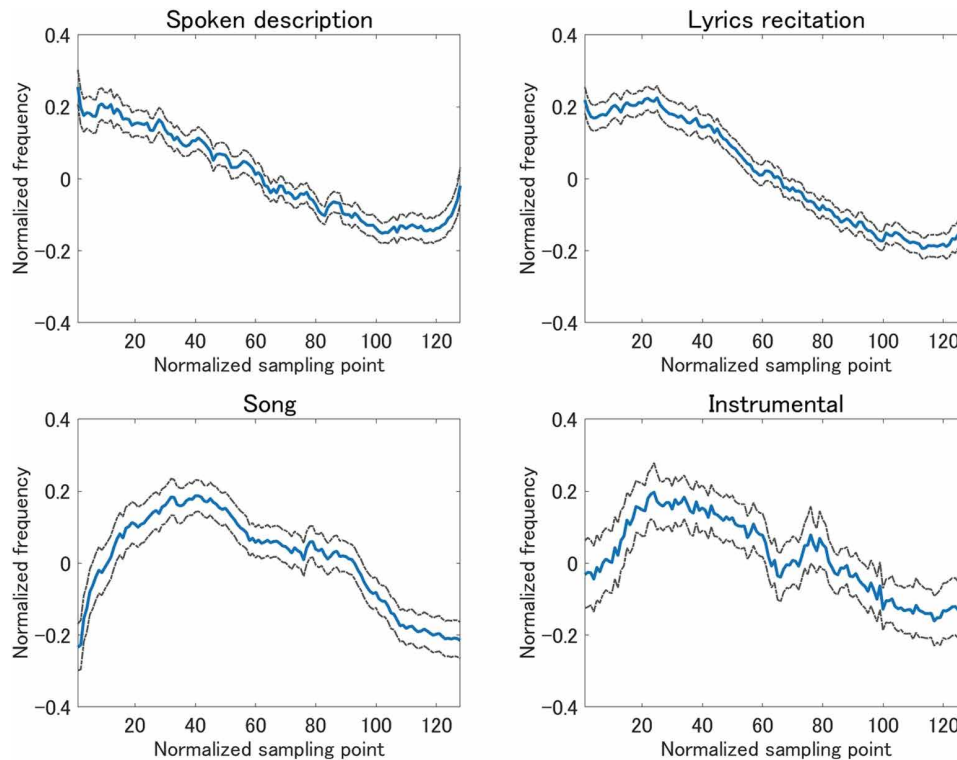 Spoken description
0.4
0.2
0
−0.2
−0.4
Normalized frequency
20 40 60 80 100 120
Normalized sampling point
Lyrics recitation
0.4
0.2
0
−0.2
−0.4
Normalized frequency
20 40 60 80 100 120
Normalized sampling point
Song
0.4
0.2
0
−0.2
−0.4
Normalized frequency
20 40 60 80 100 120
Normalized sampling point
Instrumental
0.4
0.2
0
−0.2
−0.4
Normalized frequency
20 40 60 80 100 120
Normalized sampling point